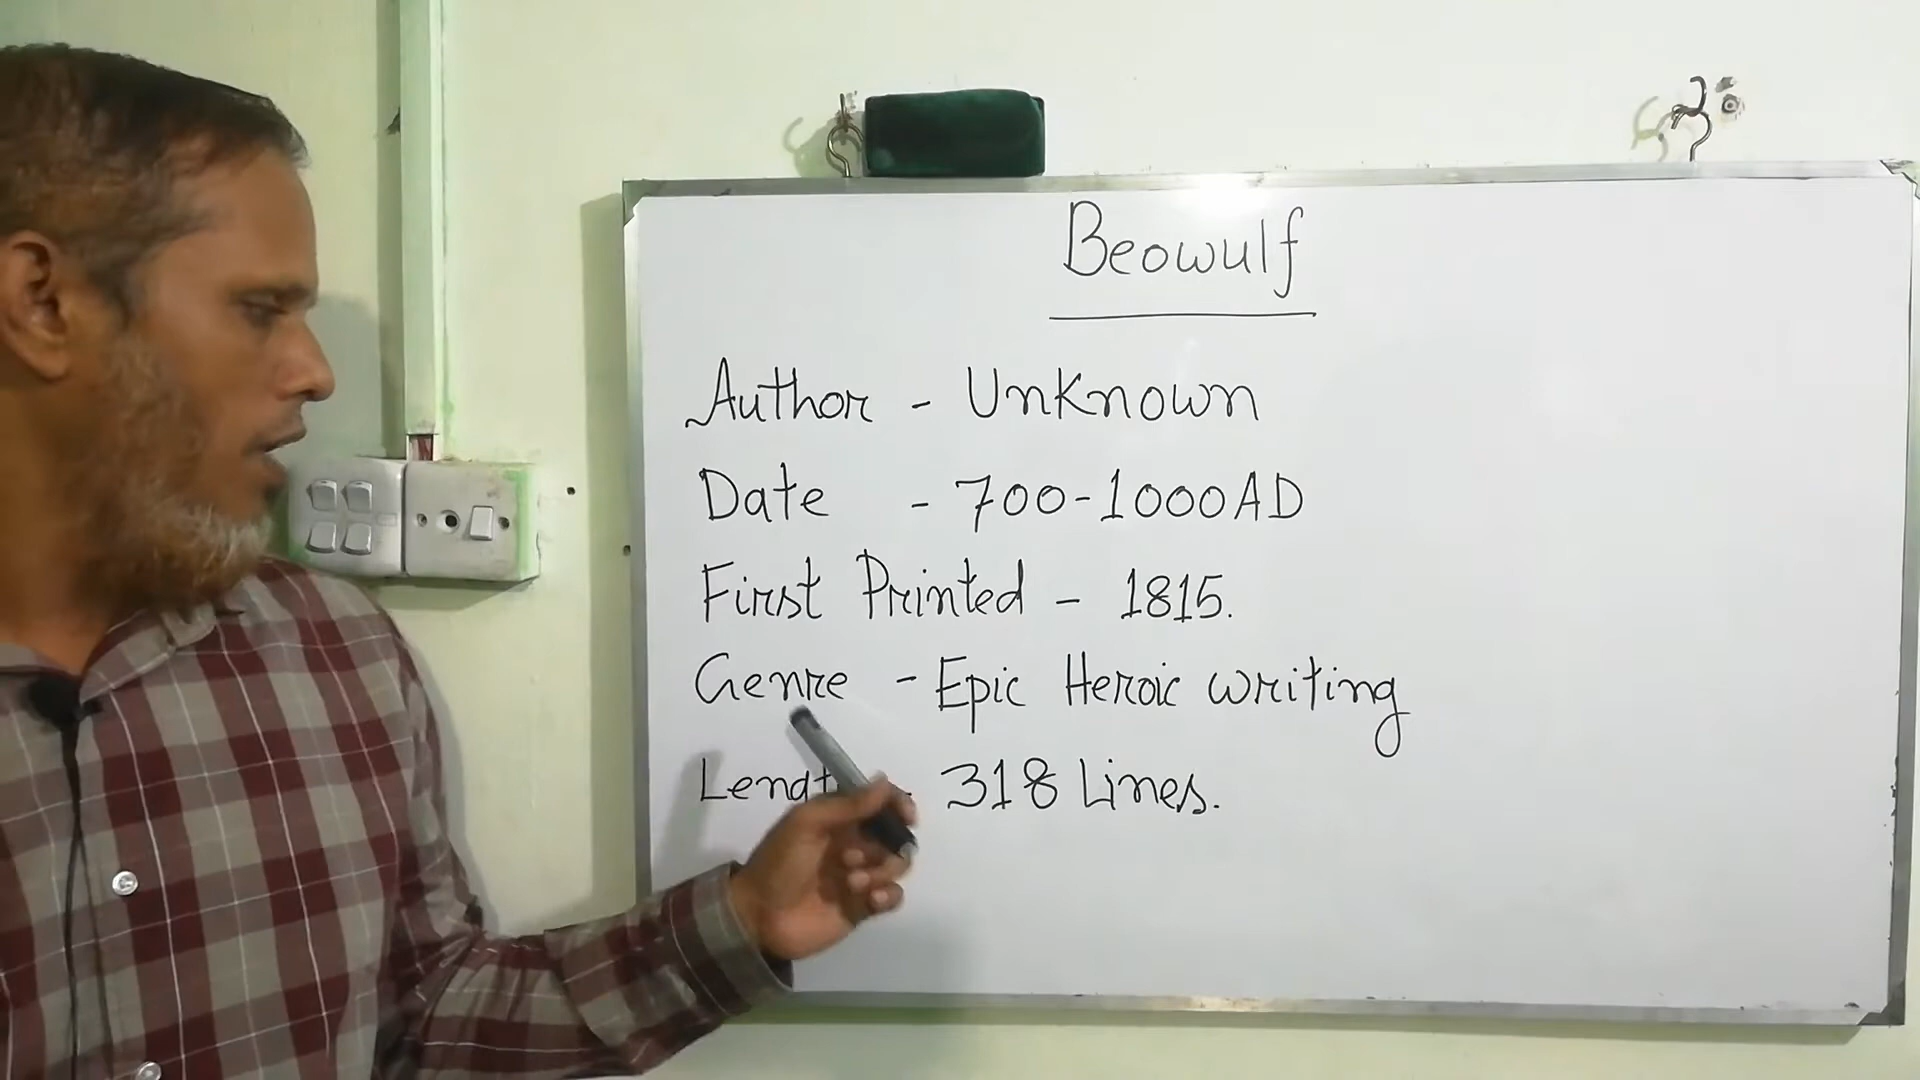 Beowulf
Author - Unknown
Date - 700-1000AD
First Printed - 1815.
Genre - Epic Heroic writing
- 318 Lines.